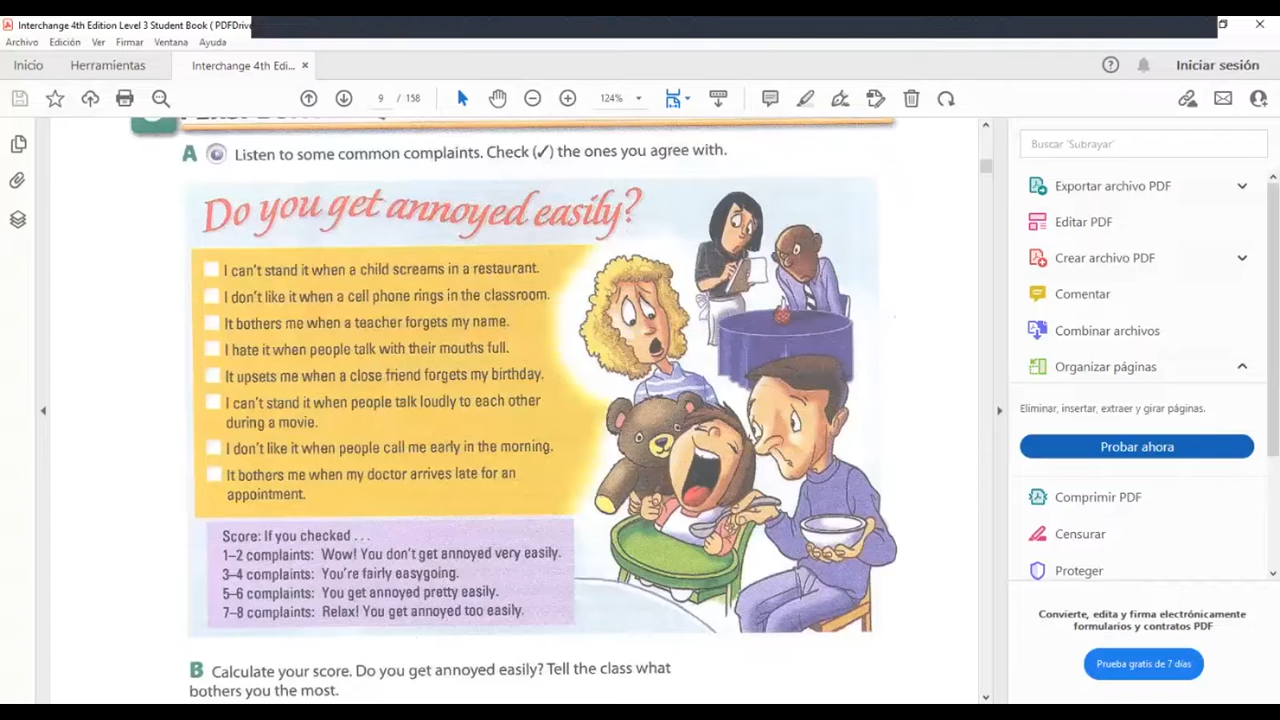 Interchange 4th Edition Level 3 Student Book ( PDFDrive
Archivo Edición Ver Firmar Ventana Ayuda
Inicio Herramientas Interchange 4th Edi... × Iniciar sesión
9 / 158 124%
A Listen to some common complaints. Check (✓) the ones you agree with.
Do you get annoyed easily?
I can't stand it when a child screams in a restaurant.
I don't like it when a cell phone rings in the classroom.
It bothers me when a teacher forgets my name.
I hate it when people talk with their mouths full.
It upsets me when a close friend forgets my birthday.
I can't stand it when people talk loudly to each other
during a movie.
I don't like it when people call me early in the morning.
It bothers me when my doctor arrives late for an
appointment.
Score: If you checked . . .
1–2 complaints: Wow! You don't get annoyed very easily.
3–4 complaints: You're fairly easygoing.
5–6 complaints: You get annoyed pretty easily.
7–8 complaints: Relax! You get annoyed too easily.
B Calculate your score. Do you get annoyed easily? Tell the class what
bothers you the most.
Buscar 'Subrayar'
Exportar archivo PDF
Editar PDF
Crear archivo PDF
Comentar
Combinar archivos
Organizar páginas
Eliminar, insertar, extraer y girar páginas.
Probar ahora
Comprimir PDF
Censurar
Proteger
Convierte, edita y firma electrónicamente
formularios y contratos PDF
Prueba gratis de 7 días